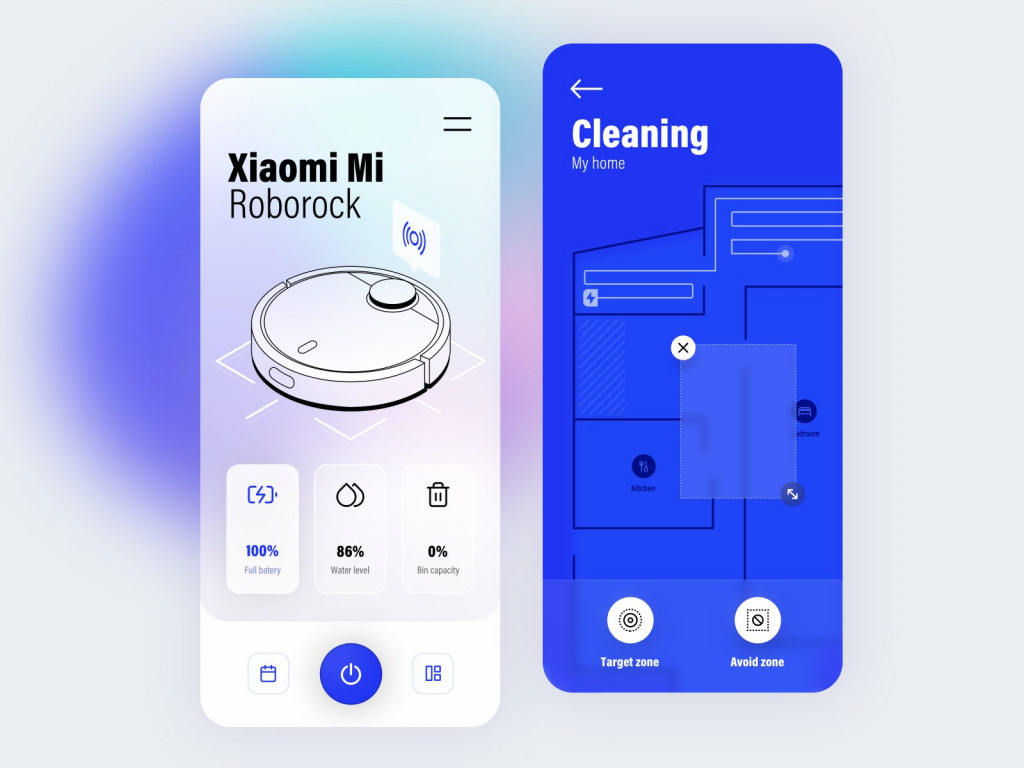 Xiaomi Mi
Roborock
100%
Full batery
86%
Water level
0%
Bin capacity
Cleaning
My home
Kitchen
Target zone
Avoid zone